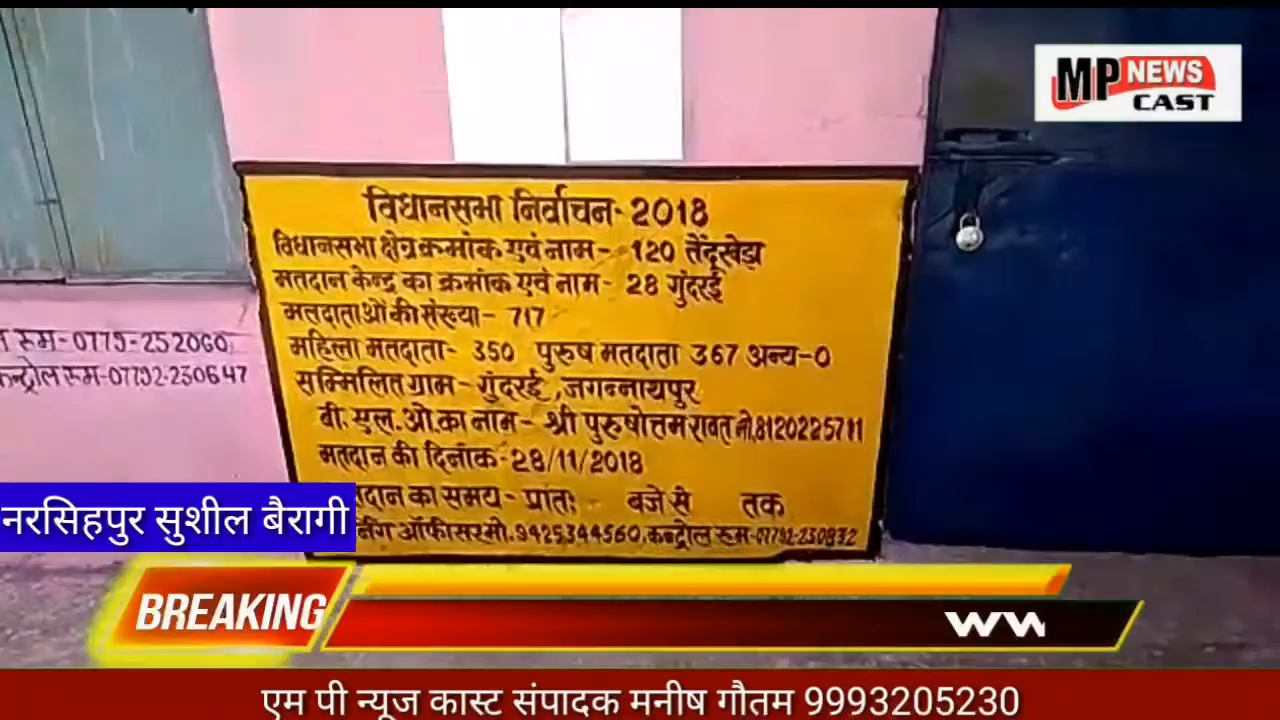 MP NEWS
CAST
विधानसभा निर्वाचन- 2018
विधानसभा क्षेत्र क्रमांक एवं नाम- 120 तेंदूखेड़ा
मतदान केन्द्र का क्रमांक एवं नाम- 28 गुंदरई
मतदाताओं की संख्या- 717
महिला मतदाता- 350 पुरुष मतदाता 367 अन्य-0
सम्मिलित ग्राम- गुंदरई, जगन्नाथपुर
बी. एल. ओ. का नाम- श्री पुरुषोत्तम रावत नो.8120225711
मतदान की दिनांक-28/11/2018
दान का समय- प्रांतः बजे से तक
निंग ऑफीसर मो.9425344560, कन्ट्रोल रूम-07792-230832
रूम-0779-252060,
कन्ट्रोल रूम-07792-230647
नरसिहपुर सुशील बैरागी
BREAKING
WW
एम पी न्यूज कास्ट संपादक मनीष गौतम 9993205230